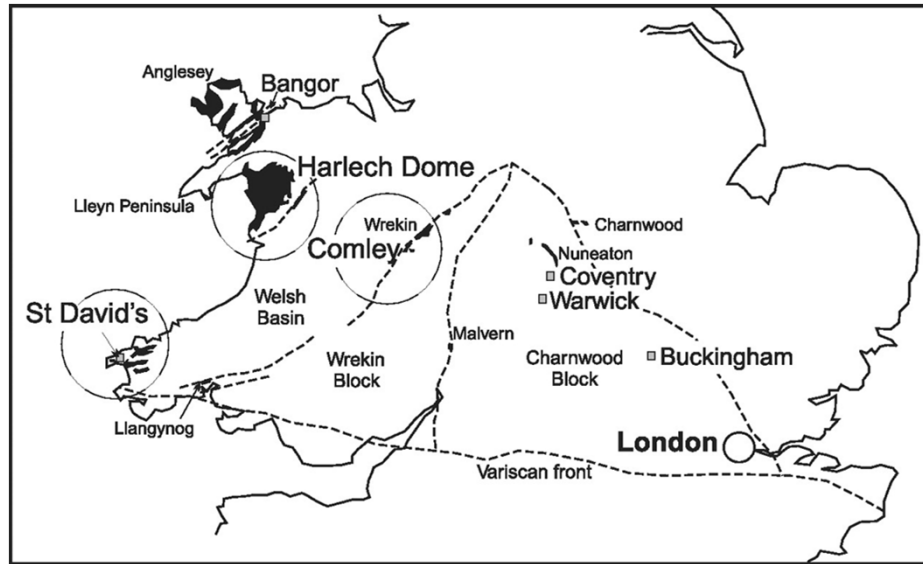 Anglesey
Bangor
Harlech Dome
Lleyn Peninsula
Wrekin
Comley
Charnwood
Nuneaton
Coventry
Warwick
Welsh
Basin
St David's
Malvern
Wrekin
Block
Charnwood
Block
Buckingham
Llangynog
London
Variscan front